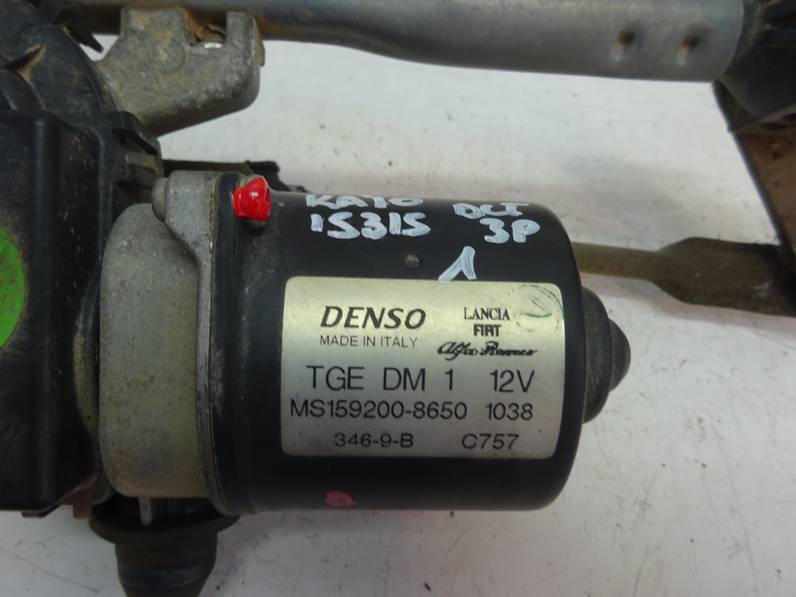 KA10 DCI
15315 3P
1
DENSO LANCIA
MADE IN ITALY FIAT
Alfa Romeo
TGE DM 1 12V
MS159200-8650 1038
346-9-B C757